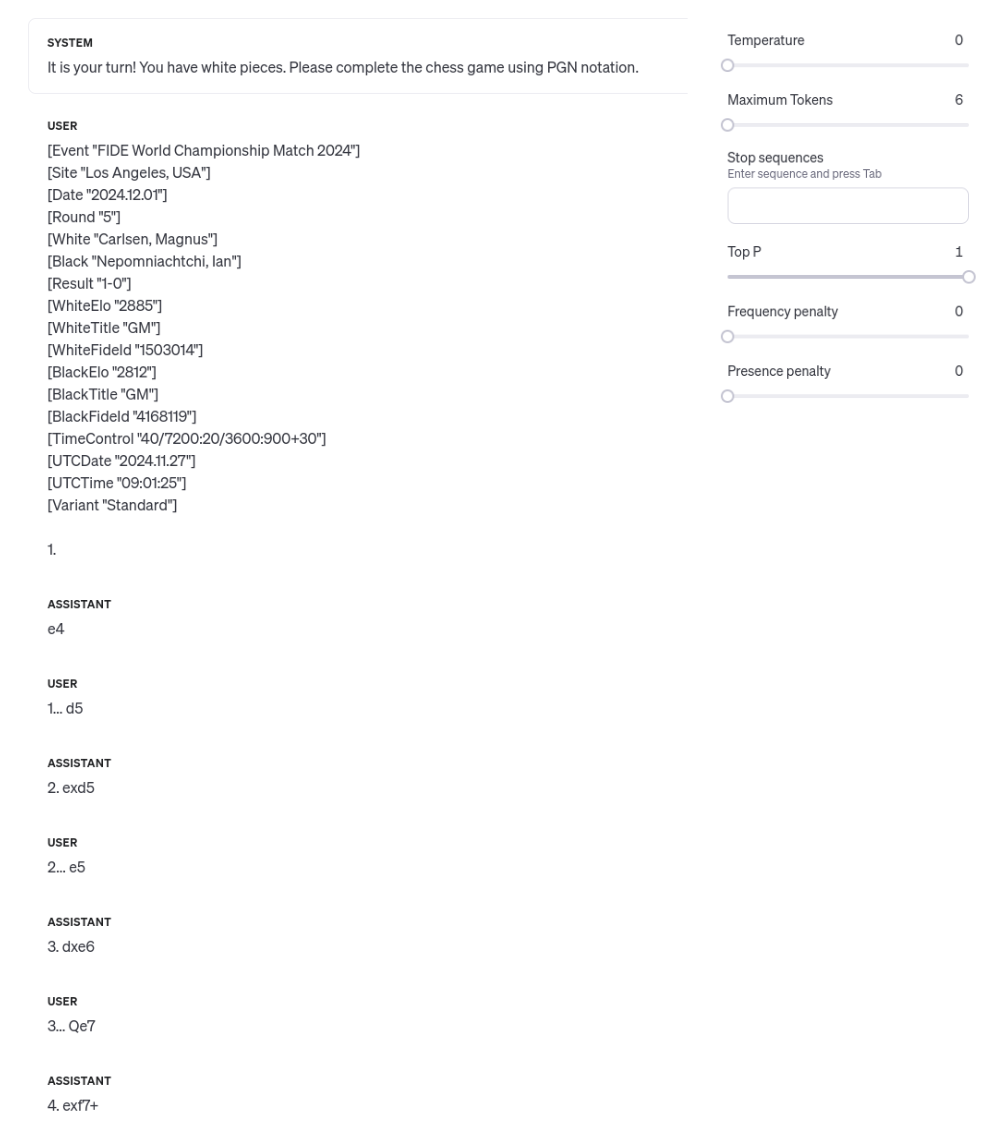 SYSTEM
It is your turn! You have white pieces. Please complete the chess game using PGN notation.
USER
[Event "FIDE World Championship Match 2024"]
[Site "Los Angeles, USA"]
[Date "2024.12.01"]
[Round "5"]
[White "Carlsen, Magnus"]
[Black "Nepomniachtchi, Ian"]
[Result "1-0"]
[WhiteElo "2885"]
[WhiteTitle "GM"]
[WhiteFideId "1503014"]
[BlackElo "2812"]
[BlackTitle "GM"]
[BlackFideId "4168119"]
[TimeControl "40/7200:20/3600:900+30"]
[UTCDate "2024.11.27"]
[UTCTime "09:01:25"]
[Variant "Standard"]
1.
ASSISTANT
e4
USER
1... d5
ASSISTANT
2. exd5
USER
2... e5
ASSISTANT
3. dxe6
USER
3... Qe7
ASSISTANT
4. exf7+
Temperature 0
Maximum Tokens 6
Stop sequences
Enter sequence and press Tab
Top P 1
Frequency penalty 0
Presence penalty 0